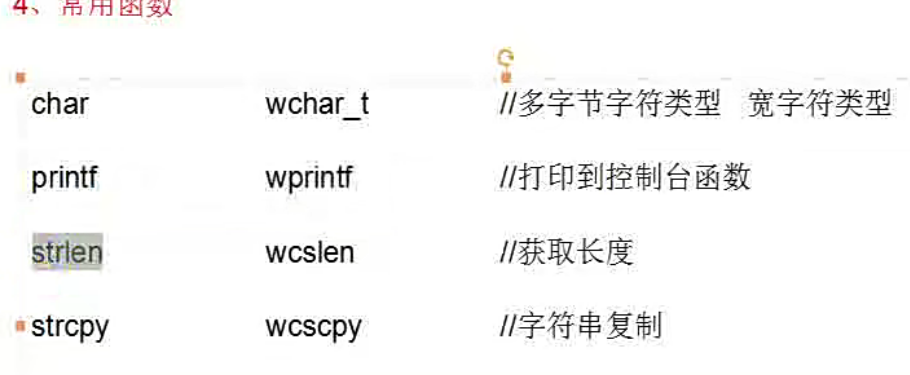 4、常用函数
char wchar_t //多字节字符类型 宽字符类型
printf wprintf //打印到控制台函数
strlen wcslen //获取长度
strcpy wcscpy //字符串复制